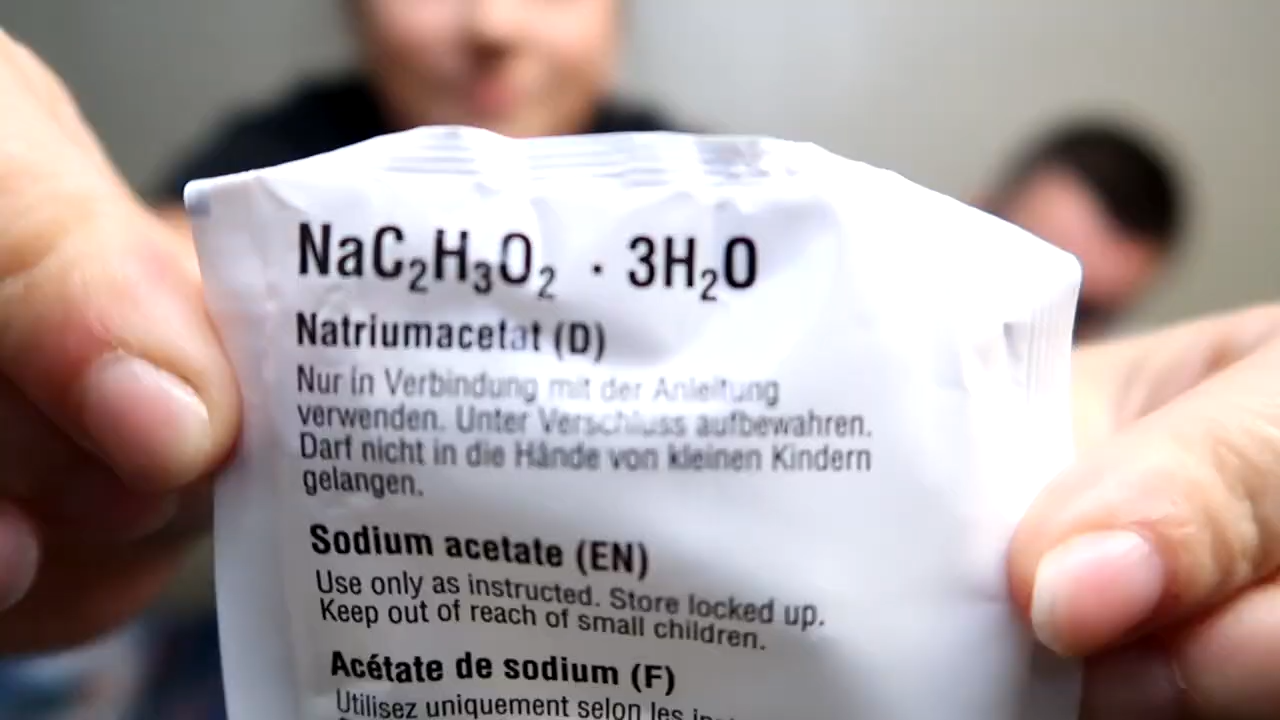 NaC₂H₃O₂ · 3H₂O
Natriumacetat (D)
Nur in Verbindung mit der Anleitung
verwenden. Unter Verschluss aufbewahren.
Darf nicht in die Hände von kleinen Kindern
gelangen.
Sodium acetate (EN)
Use only as instructed. Store locked up.
Keep out of reach of small children.
Acétate de sodium (F)
Utilisez uniquement selon les